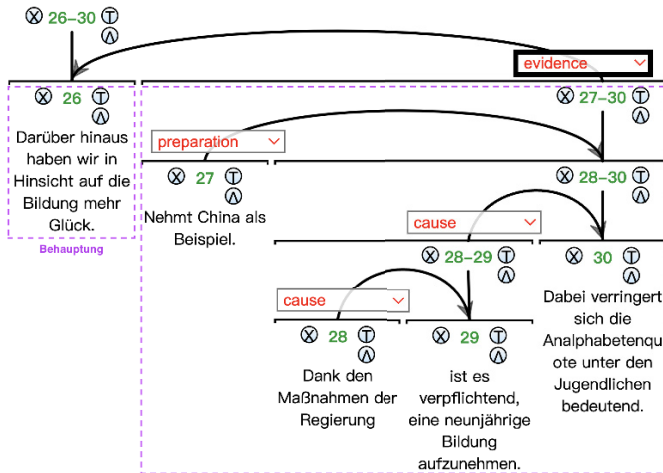 26-30
evidence
26
27-30
Darüber hinaus
haben wir in
Hinsicht auf die
Bildung mehr
Glück.
Behauptung
preparation
27
28-30
Nehmt China als
Beispiel.
cause
28-29
30
Dabei verringert
sich die
Analphabetenqu
ote unter den
Jugendlichen
bedeutend.
cause
28
29
Dank den
Maßnahmen der
Regierung
ist es
verpflichtend,
eine neunjährige
Bildung
aufzunehmen.